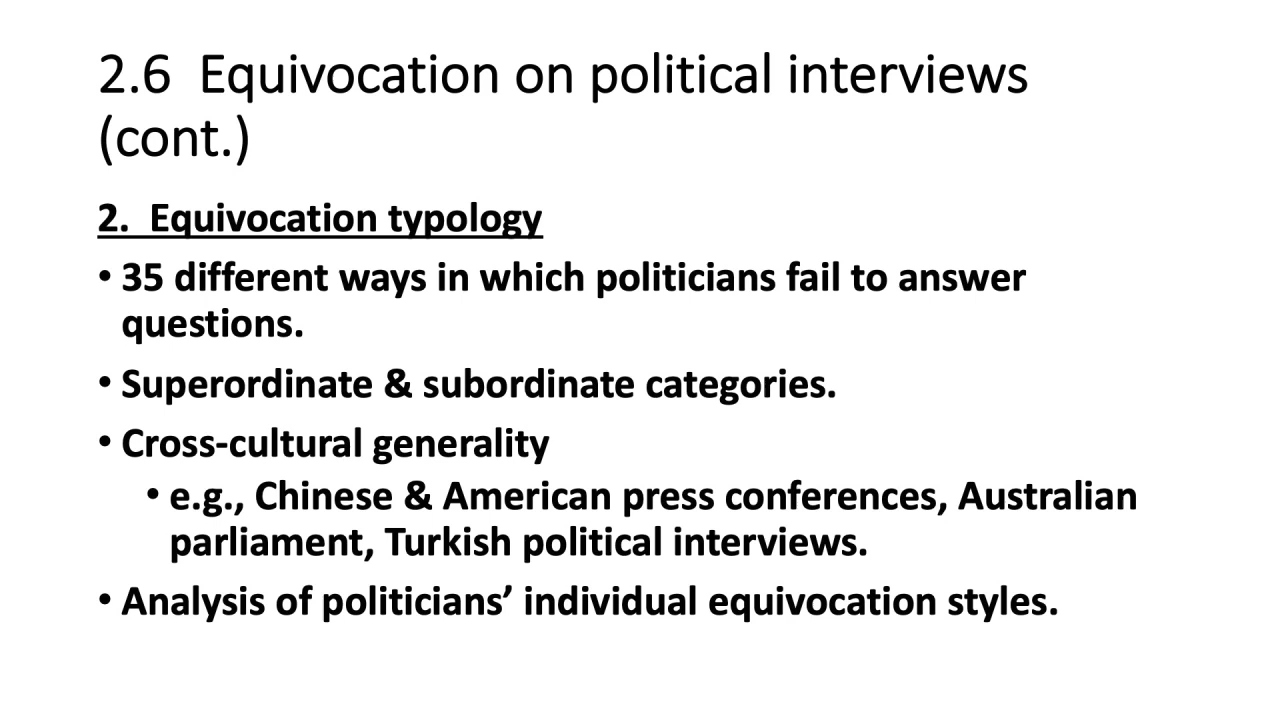 2.6  Equivocation on political interviews
(cont.)
2.  Equivocation typology
• 35 different ways in which politicians fail to answer
questions.
• Superordinate & subordinate categories.
• Cross-cultural generality
• e.g., Chinese & American press conferences, Australian
parliament, Turkish political interviews.
• Analysis of politicians’ individual equivocation styles.